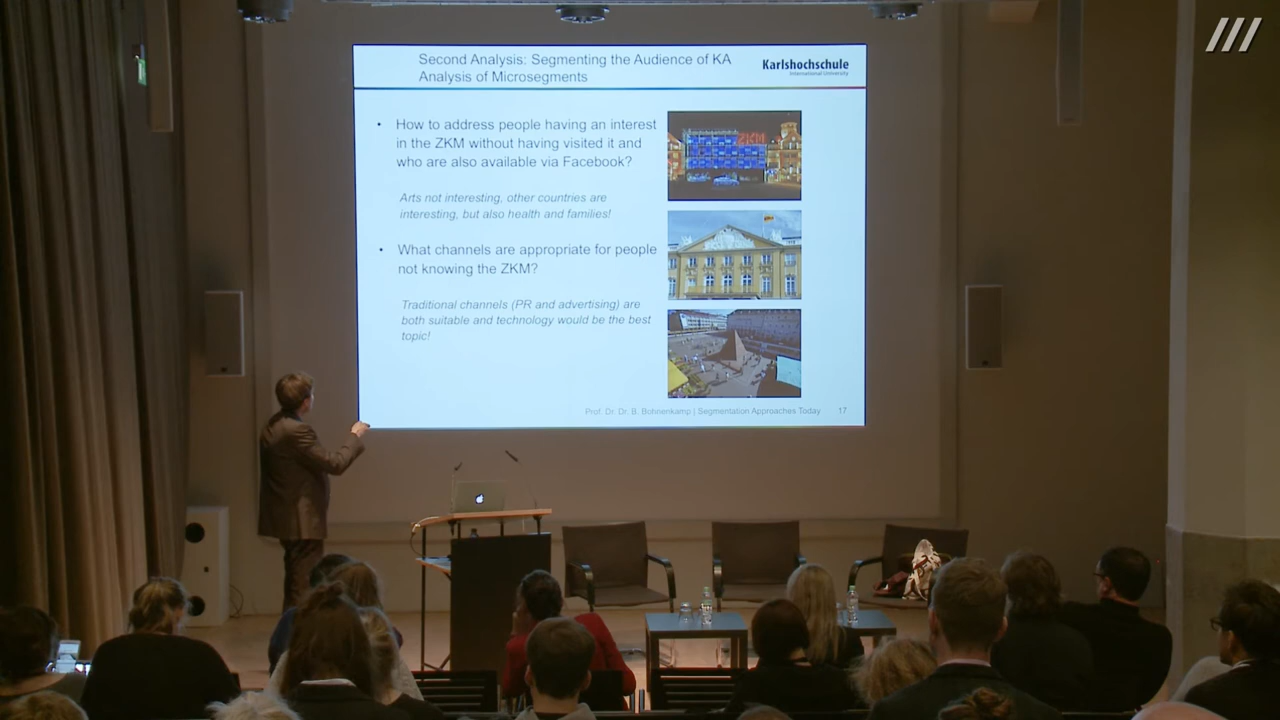 Second Analysis: Segmenting the Audience of KA
Analysis of Microsegments
Karlshochschule
International University
• How to address people having an interest
in the ZKM without having visited it and
who are also available via Facebook?
Arts not interesting, other countries are
interesting, but also health and families!
• What channels are appropriate for people
not knowing the ZKM?
Traditional channels (PR and advertising) are
both suitable and technology would be the best
topic!
Prof. Dr. Dr. B. Bohnenkamp | Segmentation Approaches Today 17